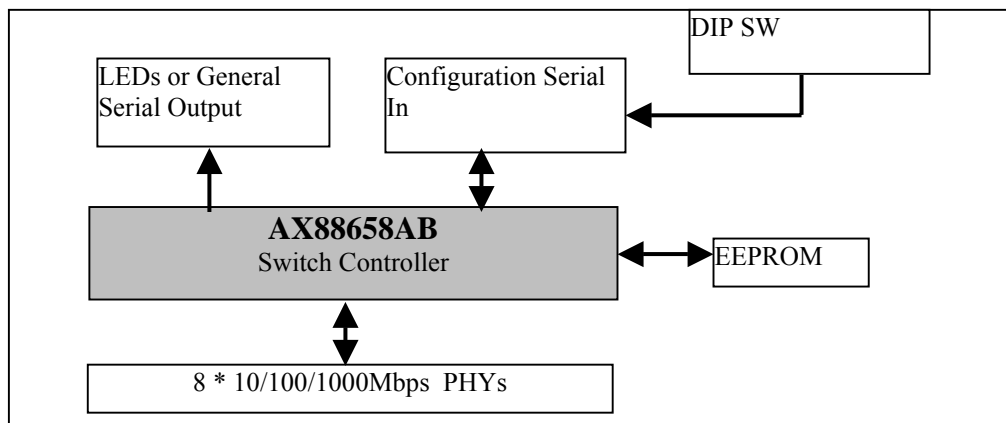 DIP SW
LEDs or General
Serial Output
Configuration Serial
In
AX88658AB
Switch Controller
EEPROM
8 * 10/100/1000Mbps PHYs